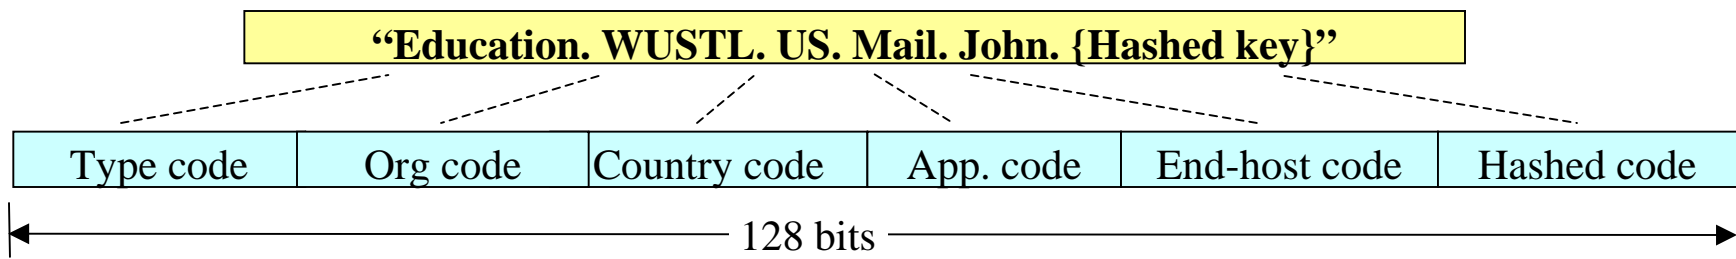 “Education. WUSTL. US. Mail. John. {Hashed key}”
Type code Org code Country code App. code End-host code Hashed code
128 bits